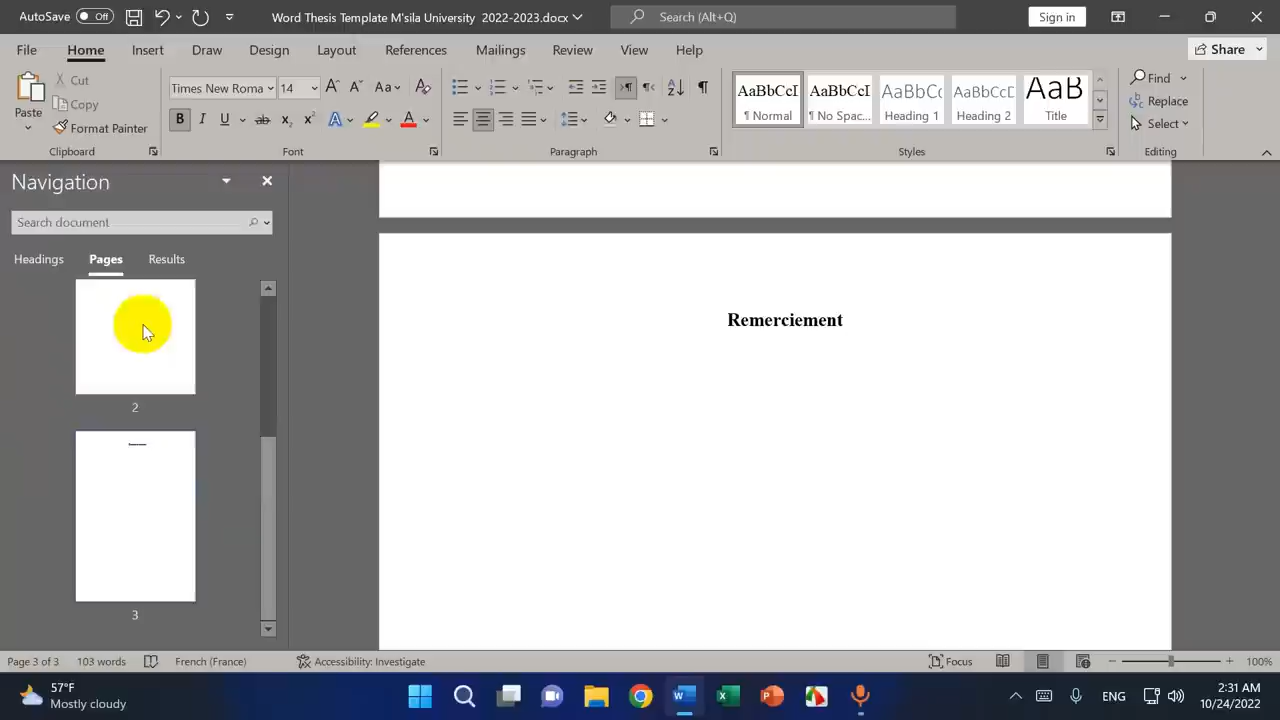 AutoSave Off Word Thesis Template M'sila University 2022-2023.docx Search (Alt+Q) Sign in
File Home Insert Draw Design Layout References Mailings Review View Help Share
Paste
Cut
Copy
Format Painter
Clipboard
Times New Roma 14
Font
Paragraph
AaBbCcI AaBbCcI AaBbCc AaBbCcI AaB
¶ Normal ¶ No Spac... Heading 1 Heading 2 Title
Styles
Find
Replace
Select
Editing
Navigation
Search document
Headings Pages Results
2
3
Remerciement
Page 3 of 3 103 words French (France) Accessibility: Investigate Focus 100%
57°F
Mostly cloudy
ENG
2:31 AM
10/24/2022